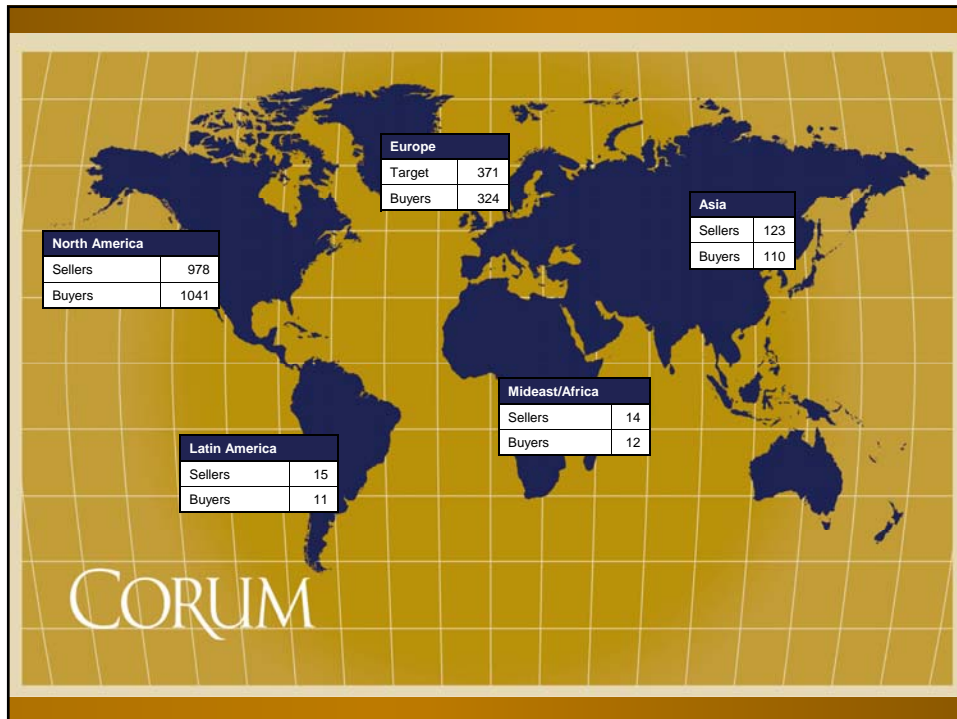 Europe
Target 371
Buyers 324
Asia
Sellers 123
Buyers 110
North America
Sellers 978
Buyers 1041
Mideast/Africa
Sellers 14
Buyers 12
Latin America
Sellers 15
Buyers 11
CORUM